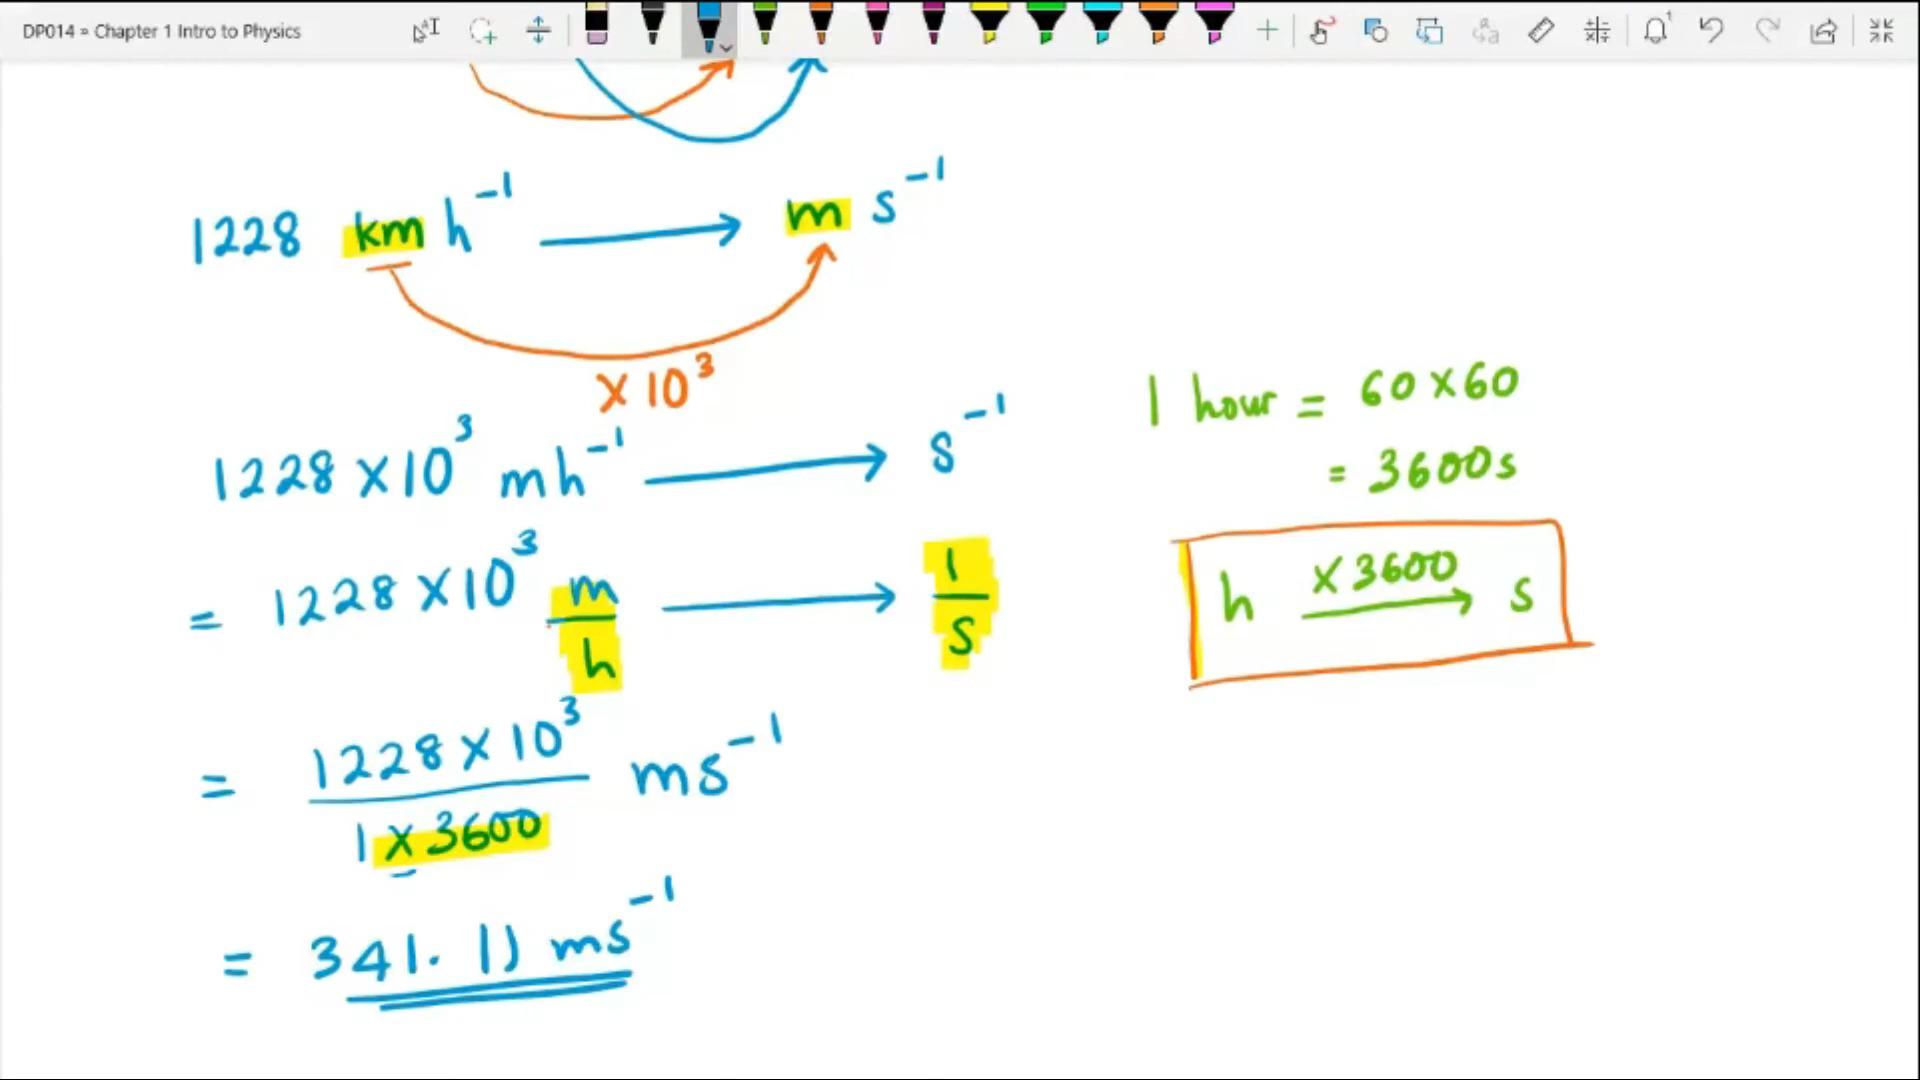 DP014 » Chapter 1 Intro to Physics
1228 km h⁻¹ → m s⁻¹
× 10³
1228 × 10³ mh⁻¹ → s⁻¹
= 1228 × 10³ m/h → 1/s
= 1228 × 10³ / 1 × 3600 ms⁻¹
= 341.11 ms⁻¹
1 hour = 60 × 60
= 3600s
h × 3600 → s